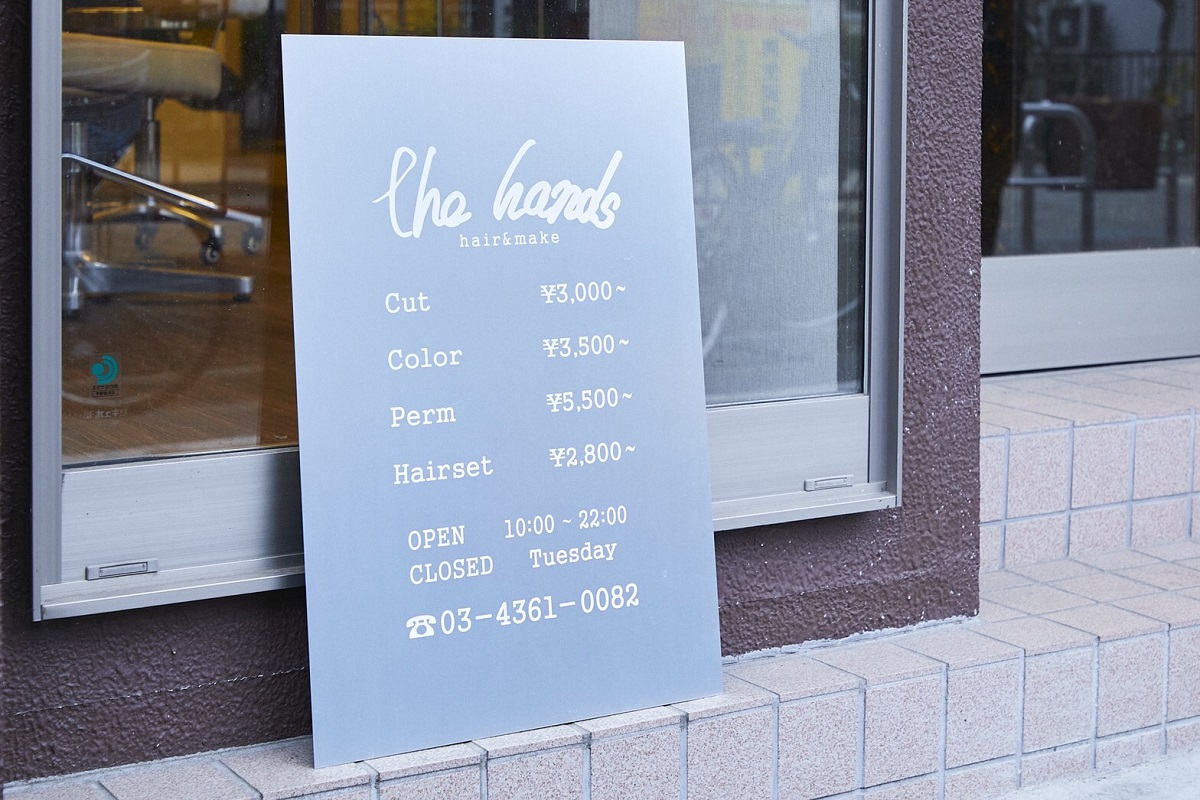 the hands
hair&make
Cut ¥3,000~
Color ¥3,500~
Perm ¥5,500~
Hairset ¥2,800~
OPEN 10:00 ~ 22:00
CLOSED Tuesday
☎03-4361-0082